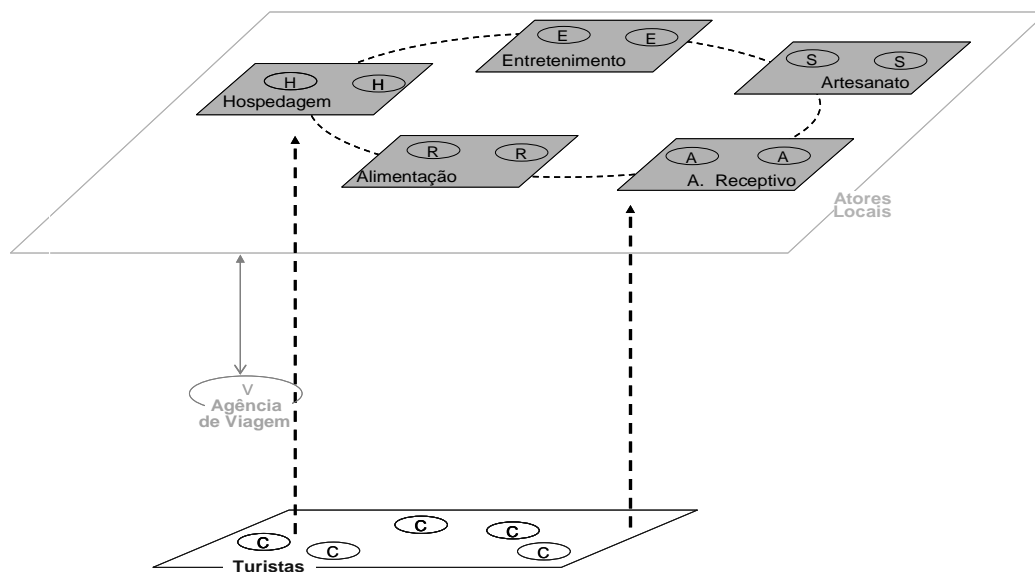 E E
Entretenimento
S S
Artesanato
H H
Hospedagem
R R
Alimentação
A A
A. Receptivo
Atores
Locais
V
Agência
de Viagem
C C C C C
Turistas